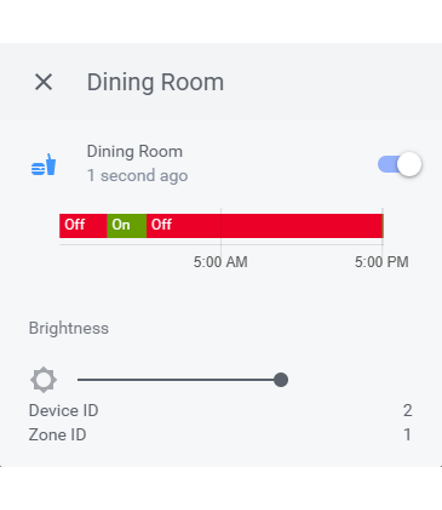 Dining Room
Dining Room
1 second ago
Off On Off
5:00 AM 5:00 PM
Brightness
Device ID 2
Zone ID 1